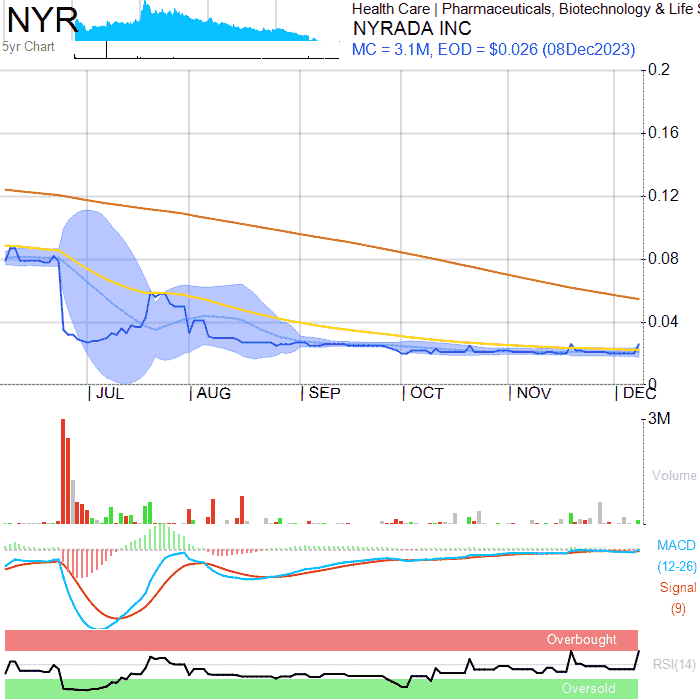 NYR
5yr Chart
Health Care | Pharmaceuticals, Biotechnology & Life S
NYRADA INC
MC = 3.1M, EOD = $0.026 (08Dec2023)
0.2
0.16
0.12
0.08
0.04
0
JUL AUG SEP OCT NOV DEC
3M
Volume
MACD
(12-26)
Signal
(9)
Overbought
RSI(14)
Oversold